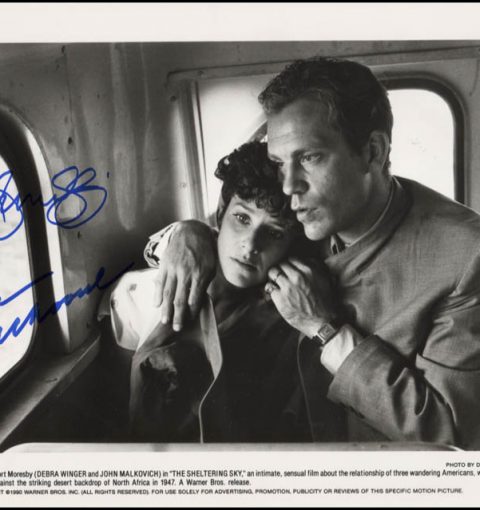 PHOTO BY D
ort Moresby (DEBRA WINGER and JOHN MALKOVICH) in "THE SHELTERING SKY," an intimate, sensual film about the relationship of three wandering Americans, w
ainst the striking desert backdrop of North Africa in 1947. A Warner Bros. release.
©1990 WARNER BROS. INC. (ALL RIGHTS RESERVED). FOR USE SOLELY FOR ADVERTISING, PROMOTION, PUBLICITY OR REVIEWS OF THIS SPECIFIC MOTION PICTURE.